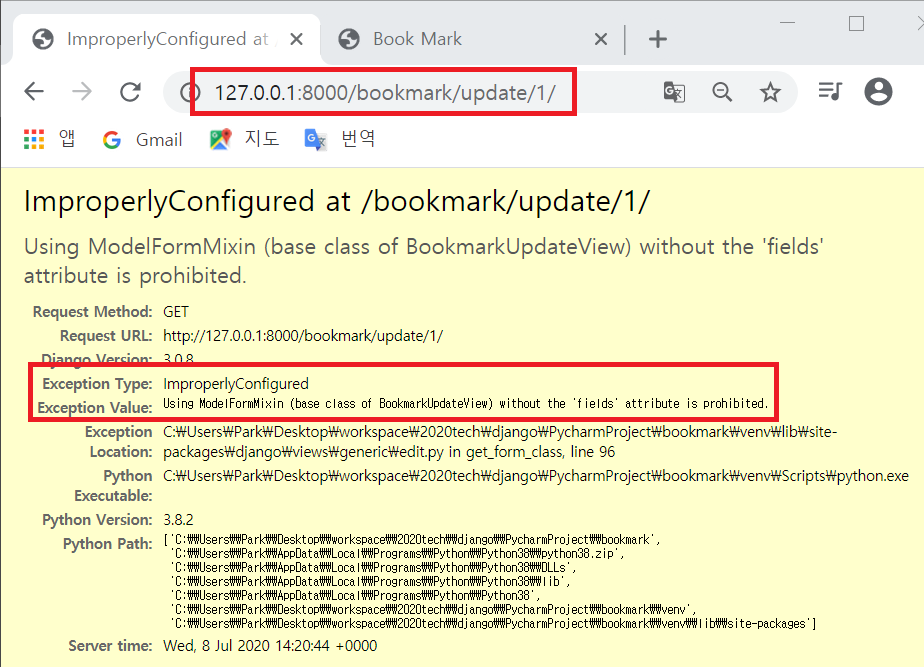 ImproperlyConfigured at
Book Mark
127.0.0.1:8000/bookmark/update/1/
앱 Gmail 지도 번역
ImproperlyConfigured at /bookmark/update/1/
Using ModelFormMixin (base class of BookmarkUpdateView) without the 'fields'
attribute is prohibited.
Request Method: GET
Request URL: http://127.0.0.1:8000/bookmark/update/1/
Django Version: 3.0.8
Exception Type: ImproperlyConfigured
Exception Value: Using ModelFormMixin (base class of BookmarkUpdateView) without the 'fields' attribute is prohibited.
Exception C:₩Users₩Park₩Desktop₩workspace₩2020tech₩django₩PycharmProject₩bookmark₩venv₩lib₩site-
Location: packages₩django₩views₩generic₩edit.py in get_form_class, line 96
Python C:₩Users₩Park₩Desktop₩workspace₩2020tech₩django₩PycharmProject₩bookmark₩venv₩Scripts₩python.exe
Executable:
Python Version: 3.8.2
Python Path: ['C:₩₩Users₩₩Park₩₩Desktop₩₩workspace₩₩2020tech₩₩django₩₩PycharmProject₩₩bookmark',
'C:₩₩Users₩₩Park₩₩AppData₩₩Local₩₩Programs₩₩Python₩₩Python38₩₩python38.zip',
'C:₩₩Users₩₩Park₩₩AppData₩₩Local₩₩Programs₩₩Python₩₩Python38₩₩DLLs',
'C:₩₩Users₩₩Park₩₩AppData₩₩Local₩₩Programs₩₩Python₩₩Python38₩₩lib',
'C:₩₩Users₩₩Park₩₩AppData₩₩Local₩₩Programs₩₩Python₩₩Python38',
'C:₩₩Users₩₩Park₩₩Desktop₩₩workspace₩₩2020tech₩₩django₩₩PycharmProject₩₩bookmark₩₩venv',
'C:₩₩Users₩₩Park₩₩Desktop₩₩workspace₩₩2020tech₩₩django₩₩PycharmProject₩₩bookmark₩₩venv₩₩lib₩₩site-packages']
Server time: Wed, 8 Jul 2020 14:20:44 +0000